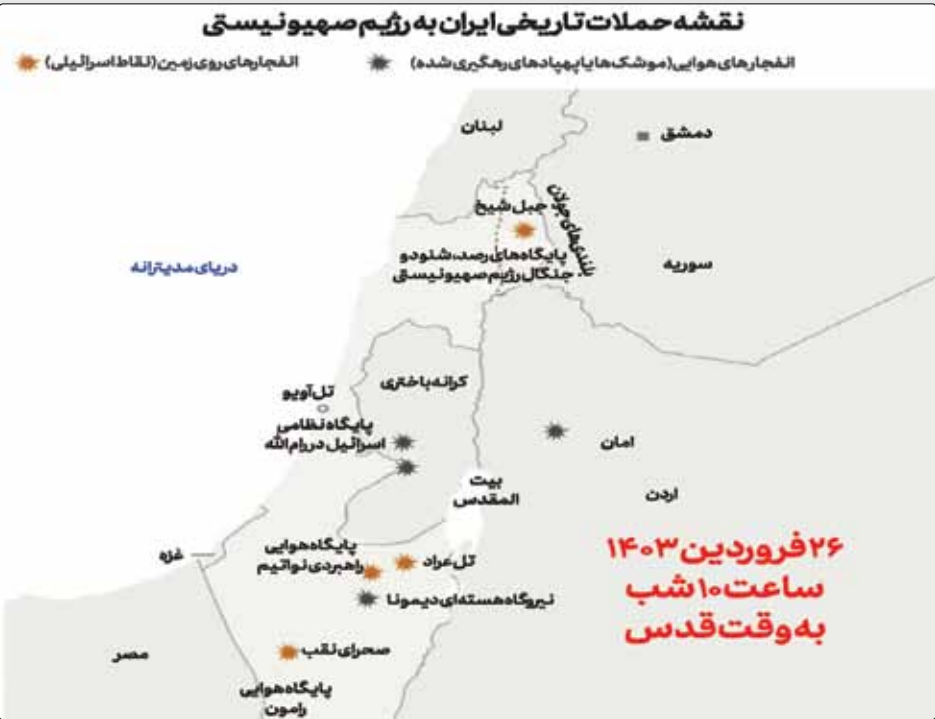 نقشه حملات تاریخی ایران به رژیم صهیونیستی
انفجارهای هوایی (موشک‌ها یا پهپادهای رهگیری شده)
انفجارهای روی زمین (نقاط اسرائیلی)
لبنان
دمشق
جبل شیخ
بلندی‌های جولان
پایگاه‌های رصد، شنود و
جنگال رژیم صهیونیستی
سوریه
دریای مدیترانه
کرانه باختری
تل‌آویو
پایگاه نظامی
اسرائیل در رام الله
امان
بیت
المقدس
اردن
غزه
پایگاه هوایی
راهبردی نواتیم
تل عراد
نیروگاه هسته‌ای دیمونا
۲۶ فروردین ۱۴۰۳
ساعت ۱۰ شب
به وقت قدس
صحرای نقب
مصر
پایگاه هوایی
رامون